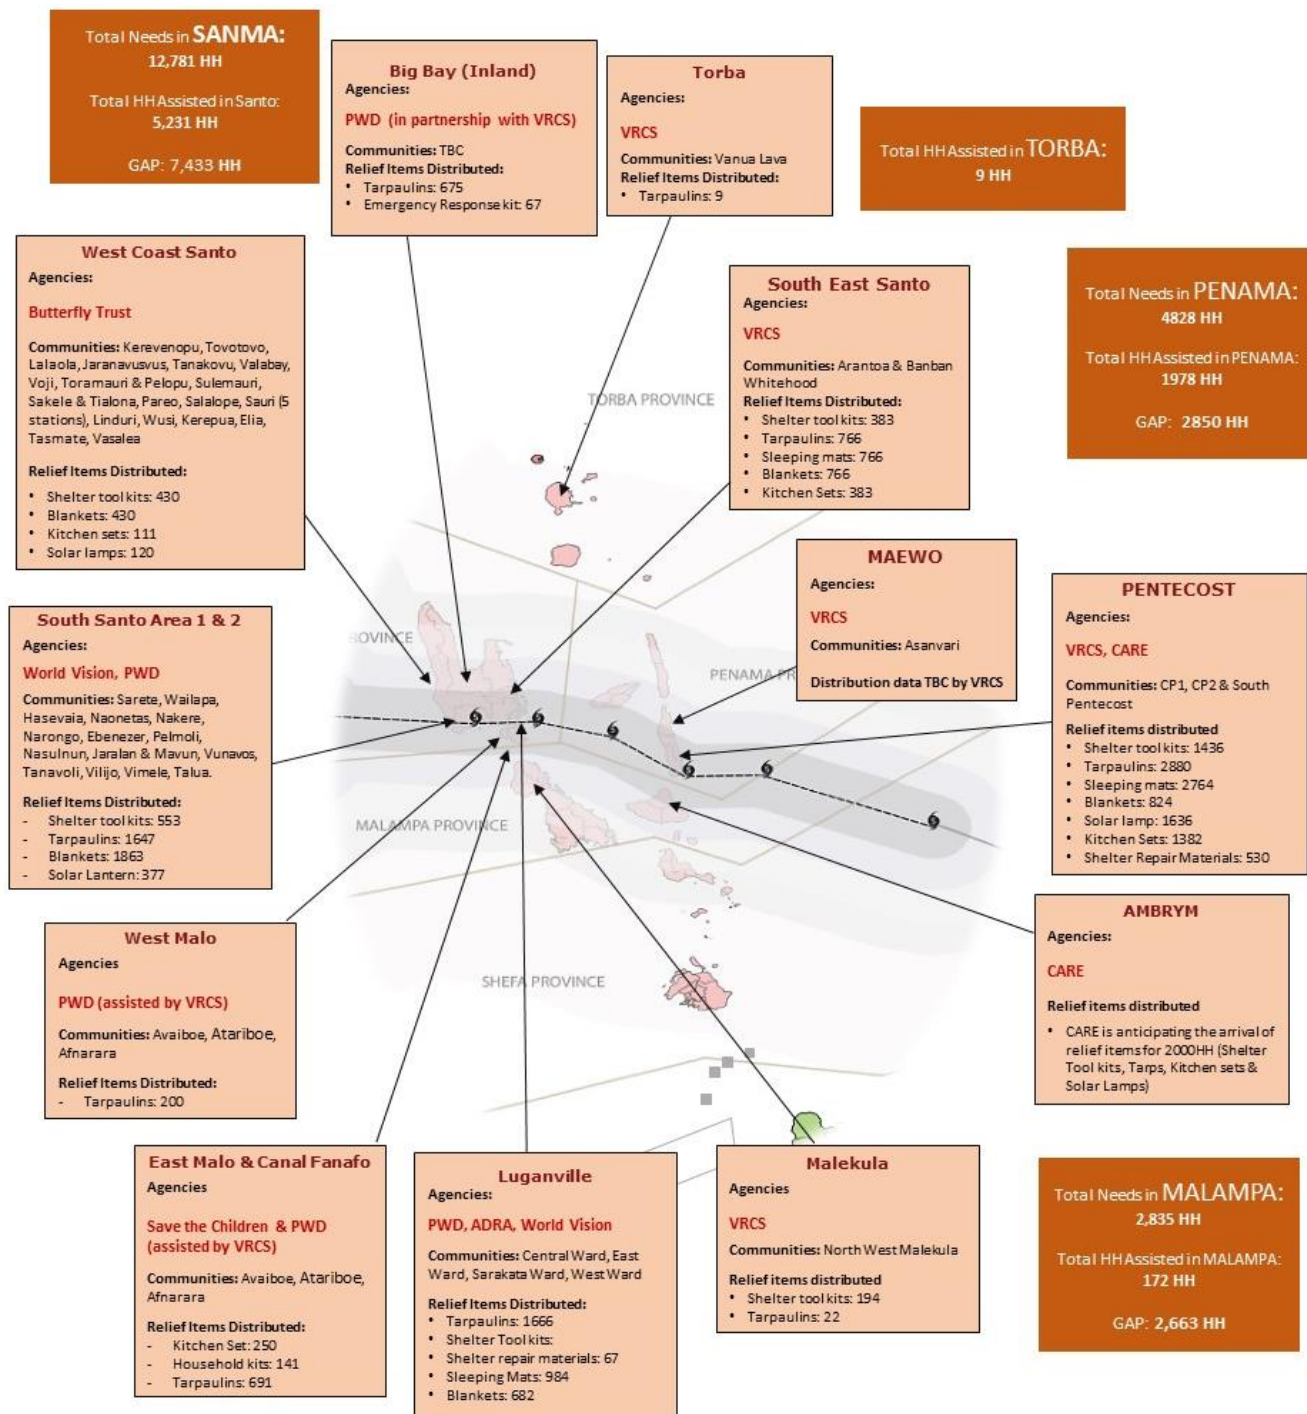 Total Needs in SANMA:
12,781 HH
Total HH Assisted in Santo:
5,231 HH
GAP: 7,433 HH
Big Bay (Inland)
Agencies:
PWD (in partnership with VRCS)
Communities: TBC
Relief Items Distributed:
• Tarpaulins: 675
• Emergency Response kit: 67
Torba
Agencies:
VRCS
Communities: Vanua Lava
Relief Items Distributed:
• Tarpaulins: 9
Total HH Assisted in TORBA:
9 HH
West Coast Santo
Agencies:
Butterfly Trust
Communities: Kerevenopu, Tovotovo,
Lalaola, Jaranavusvus, Tanakovu, Valabay,
Voji, Toramauri & Pelopu, Sulemauri,
Sakele & Tialona, Pareo, Salalope, Sauri (5
stations), Linduri, Wusi, Kerepua, Elia,
Tasmate, Vasalea
Relief Items Distributed:
• Shelter tool kits: 430
• Blankets: 430
• Kitchen sets: 111
• Solar lamps: 120
South East Santo
Agencies:
VRCS
Communities: Arantoa & Banban
Whitehood
Relief Items Distributed:
• Shelter tool kits: 383
• Tarpaulins: 766
• Sleeping mats: 766
• Blankets: 766
• Kitchen Sets: 383
Total Needs in PENAMA:
4828 HH
Total HH Assisted in PENAMA:
1978 HH
GAP: 2850 HH
TORBA PROVINCE
MAEWO
Agencies:
VRCS
Communities: Asanvari
Distribution data TBC by VRCS
PENTECOST
Agencies:
VRCS, CARE
Communities: CP1, CP2 & South
Pentecost
Relief items distributed
• Shelter tool kits: 1436
• Tarpaulins: 2880
• Sleeping mats: 2764
• Blankets: 824
• Solar lamp: 1636
• Kitchen Sets: 1382
• Shelter Repair Materials: 530
South Santo Area 1 & 2
Agencies:
World Vision, PWD
Communities: Sarete, Wailapa,
Hasevaia, Naonetas, Nakere,
Narongo, Ebenezer, Pelmoli,
Nasulnun, Jaralan & Mavun, Vunavos,
Tanavoli, Vilijo, Vimele, Talua.
Relief Items Distributed:
- Shelter tool kits: 553
- Tarpaulins: 1647
- Blankets: 1863
- Solar Lantern: 377
ROVINCE
PENAMA PR
MALAMPA PROVINCE
SHEFA PROVINCE
West Malo
Agencies
PWD (assisted by VRCS)
Communities: Avaiboe, Atariboe,
Afnarara
Relief Items Distributed:
- Tarpaulins: 200
AMBRYM
Agencies:
CARE
Relief items distributed
• CARE is anticipating the arrival of
relief items for 2000HH (Shelter
Tool kits, Tarps, Kitchen sets &
Solar Lamps)
East Malo & Canal Fanafo
Agencies
Save the Children & PWD
(assisted by VRCS)
Communities: Avaiboe, Atariboe,
Afnarara
Relief Items Distributed:
- Kitchen Set: 250
- Household kits: 141
- Tarpaulins: 691
Luganville
Agencies:
PWD, ADRA, World Vision
Communities: Central Ward, East
Ward, Sarakata Ward, West Ward
Relief Items Distributed:
• Tarpaulins: 1666
• Shelter Tool kits:
• Shelter repair materials: 67
• Sleeping Mats: 984
• Blankets: 682
Malekula
Agencies
VRCS
Communities: North West Malekula
Relief items distributed
• Shelter tool kits: 194
• Tarpaulins: 22
Total Needs in MALAMPA:
2,835 HH
Total HH Assisted in MALAMPA:
172 HH
GAP: 2,663 HH